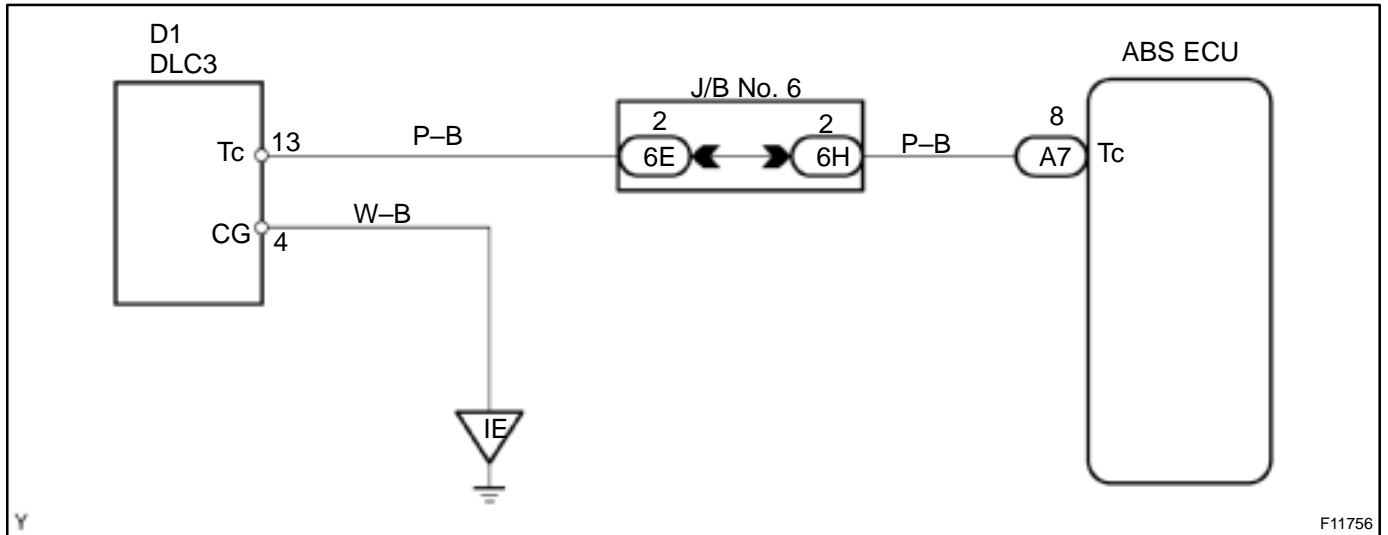 D1
DLC3
ABS ECU
J/B No. 6
Tc 13
P–B
2
6E
2
6H
P–B
8
A7
Tc
CG 4
W–B
IE
Y
F11756